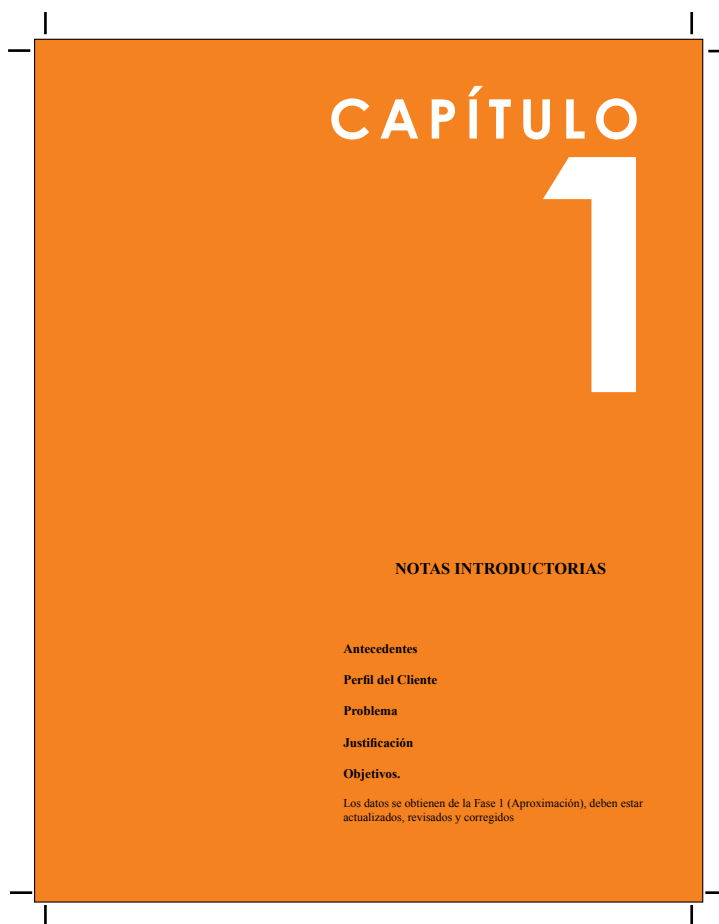 CAPÍTULO
1
NOTAS INTRODUCTORIAS
Antecedentes
Perfil del Cliente
Problema
Justificación
Objetivos.
Los datos se obtienen de la Fase 1 (Aproximación), deben estar
actualizados, revisados y corregidos